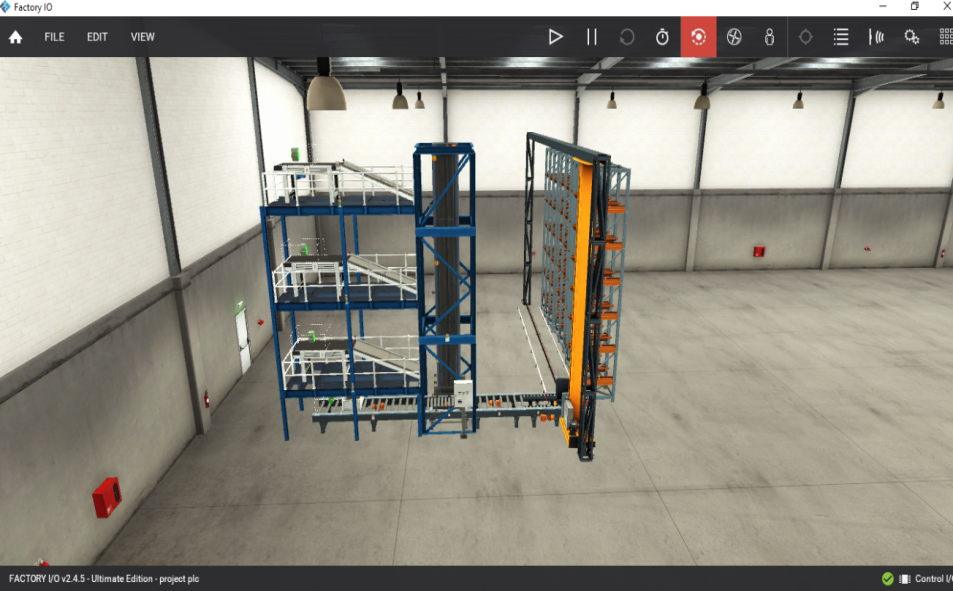 Factory IO
FILE EDIT VIEW
FACTORY I/O v2.4.5 - Ultimate Edition - project plc
Control I/